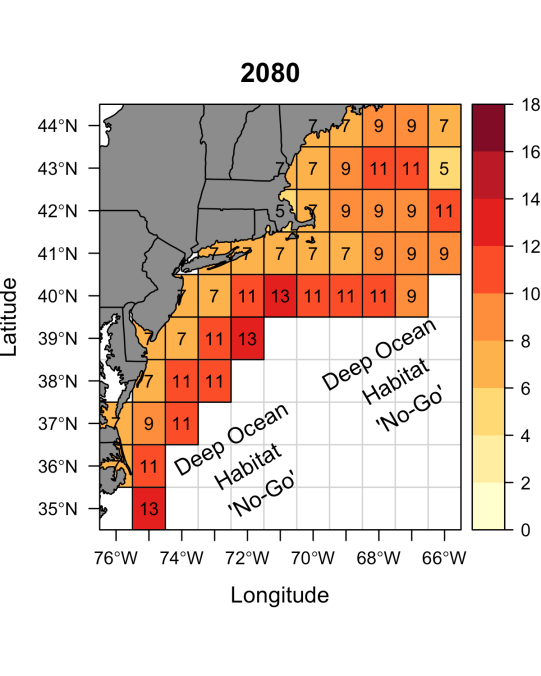 2080
18
44°N 7 7 9 9 7
16
43°N 7 7 9 11 11 5
14
42°N 5 7 9 9 9 11
12
41°N 7 7 7 7 7 9 9 9
10
40°N 7 11 13 11 11 11 9
39°N 7 11 13
8
Deep Ocean
Habitat
'No-Go'
38°N 7 11 11
6
37°N 7 9 11
4
Deep Ocean
Habitat
'No-Go'
36°N 11
2
35°N 13
0
76°W 74°W 72°W 70°W 68°W 66°W
Latitude
Longitude